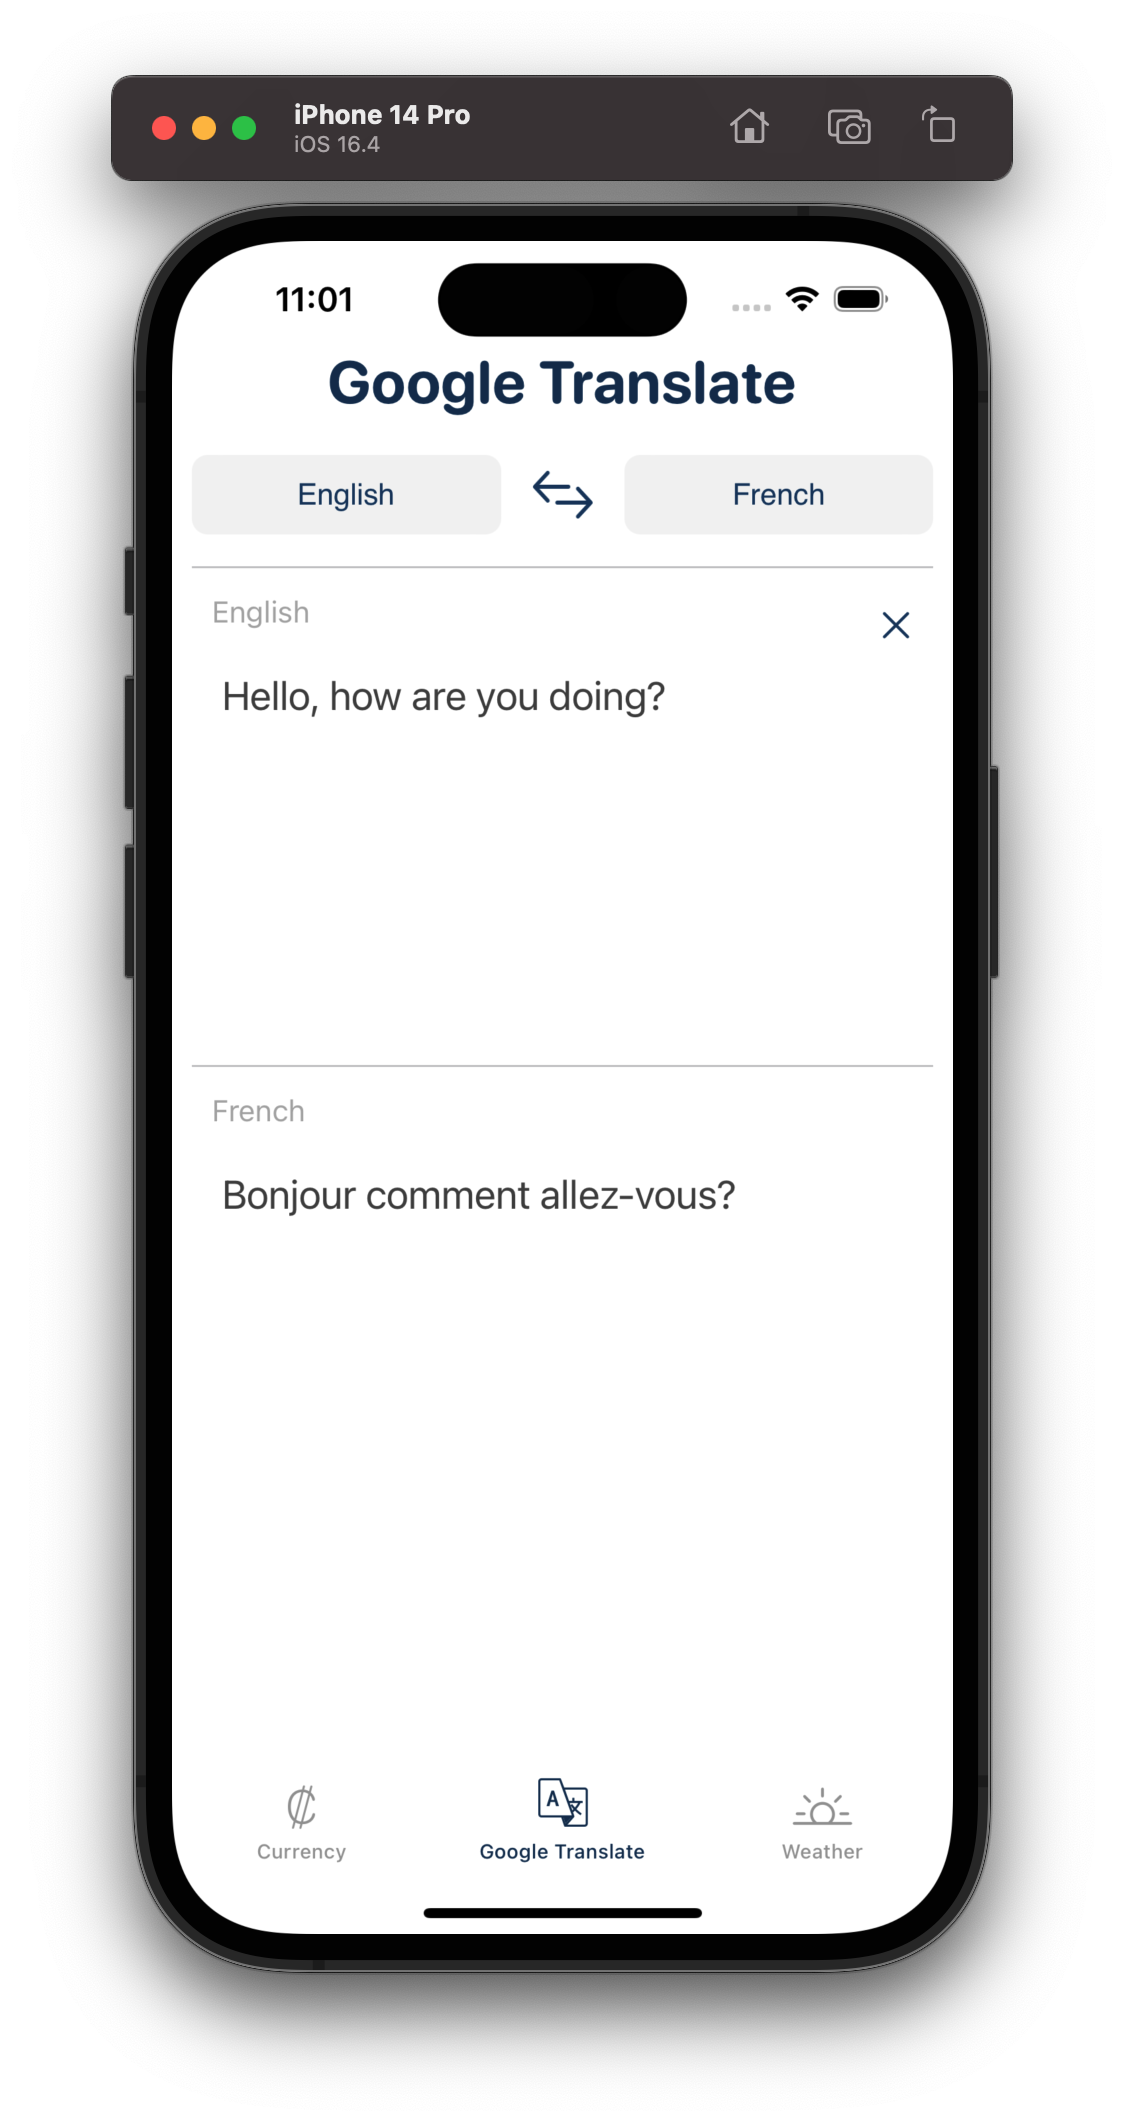 iPhone 14 Pro
iOS 16.4
11:01
Google Translate
English
French
English
Hello, how are you doing?
French
Bonjour comment allez-vous?
A 文
Currency
Google Translate
Weather